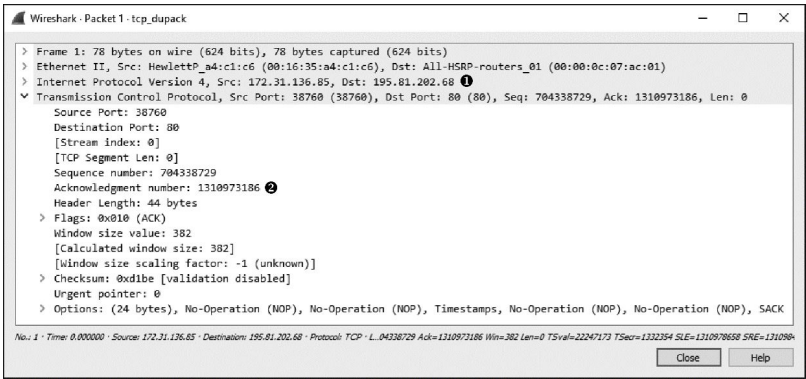 Wireshark · Packet 1 · tcp_dupack
Frame 1: 78 bytes on wire (624 bits), 78 bytes captured (624 bits)
Ethernet II, Src: HewlettP_a4:c1:c6 (00:16:35:a4:c1:c6), Dst: All-HSRP-routers_01 (00:00:0c:07:ac:01)
Internet Protocol Version 4, Src: 172.31.136.85, Dst: 195.81.202.68 ❶
Transmission Control Protocol, Src Port: 38760 (38760), Dst Port: 80 (80), Seq: 704338729, Ack: 1310973186, Len: 0
Source Port: 38760
Destination Port: 80
[Stream index: 0]
[TCP Segment Len: 0]
Sequence number: 704338729
Acknowledgment number: 1310973186 ❷
Header Length: 44 bytes
Flags: 0x010 (ACK)
Window size value: 382
[Calculated window size: 382]
[Window size scaling factor: -1 (unknown)]
Checksum: 0xd1be [validation disabled]
Urgent pointer: 0
Options: (24 bytes), No-Operation (NOP), No-Operation (NOP), Timestamps, No-Operation (NOP), No-Operation (NOP), SACK
No.: 1 · Time: 0.000000 · Source: 172.31.136.85 · Destination: 195.81.202.68 · Protocol: TCP · L...04338729 Ack=1310973186 Win=382 Len=0 TSval=22247173 TSecr=1332354 SLE=1310978658 SRE=1310984
Close Help